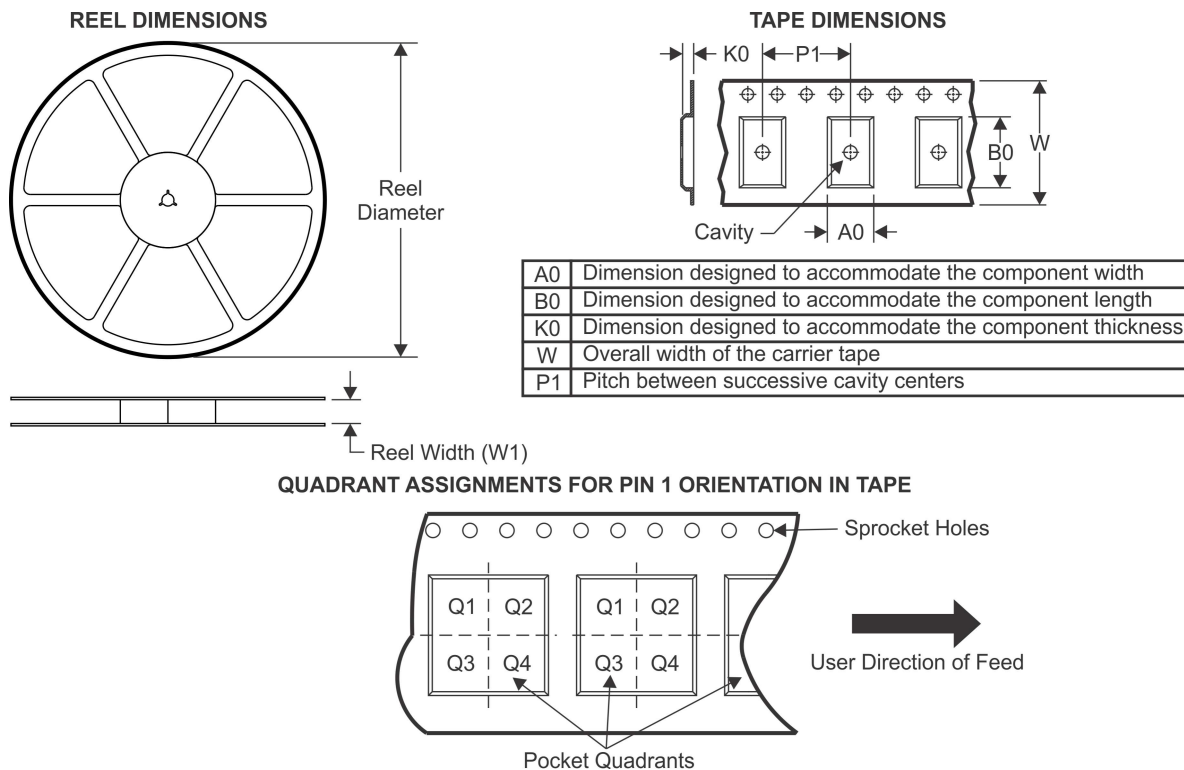 REEL DIMENSIONS
Reel
Diameter
Reel Width (W1)
TAPE DIMENSIONS
K0
P1
B0
W
Cavity
A0
A0 Dimension designed to accommodate the component width
B0 Dimension designed to accommodate the component length
K0 Dimension designed to accommodate the component thickness
W Overall width of the carrier tape
P1 Pitch between successive cavity centers
QUADRANT ASSIGNMENTS FOR PIN 1 ORIENTATION IN TAPE
Sprocket Holes
Q1 Q2 Q1 Q2
Q3 Q4 Q3 Q4
User Direction of Feed
Pocket Quadrants